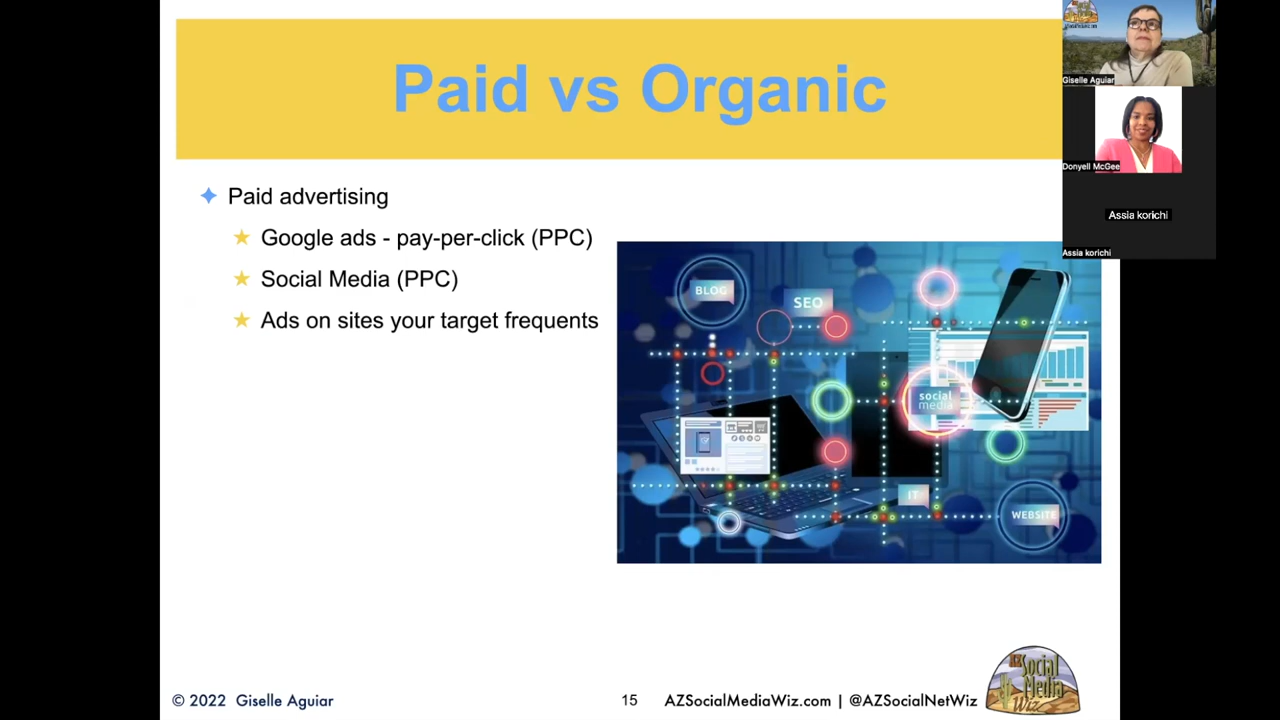 Paid vs Organic
Giselle Aguiar
Donyell McGee
Assia korichi
Assia korichi
Paid advertising
Google ads - pay-per-click (PPC)
Social Media (PPC)
Ads on sites your target frequents
BLOG
SEO
social
media
IT
WEBSITE
© 2022 Giselle Aguiar
15
AZSocialMediaWiz.com | @AZSocialNetWiz
AZ Social
Media
Wiz